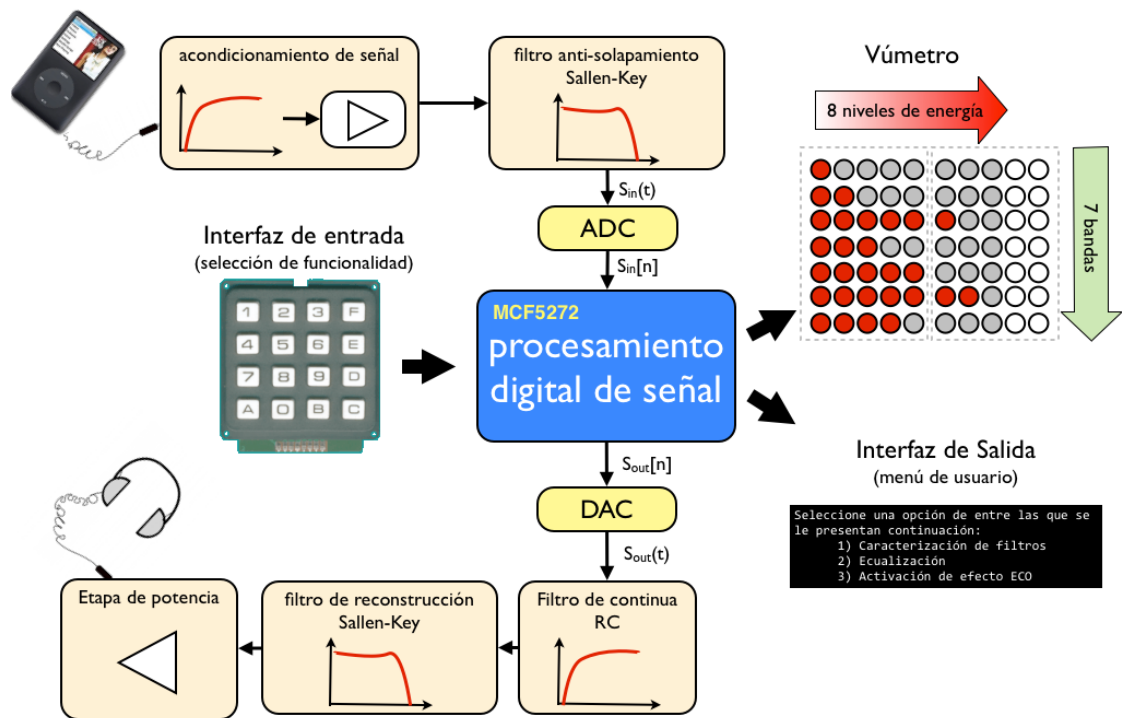 acondicionamiento de señal
filtro anti-solapamiento
Sallen-Key
Vúmetro
8 niveles de energía
7 bandas
Sin(t)
ADC
Sin[n]
Interfaz de entrada
(selección de funcionalidad)
1 2 3 F
4 5 6 E
7 8 9 D
A 0 B C
MCF5272
procesamiento
digital de señal
Sout[n]
DAC
Sout(t)
Interfaz de Salida
(menú de usuario)
Seleccione una opción de entre las que se
le presentan continuación:
1) Caracterización de filtros
2) Ecualización
3) Activación de efecto ECO
Etapa de potencia
filtro de reconstrucción
Sallen-Key
Filtro de continua
RC